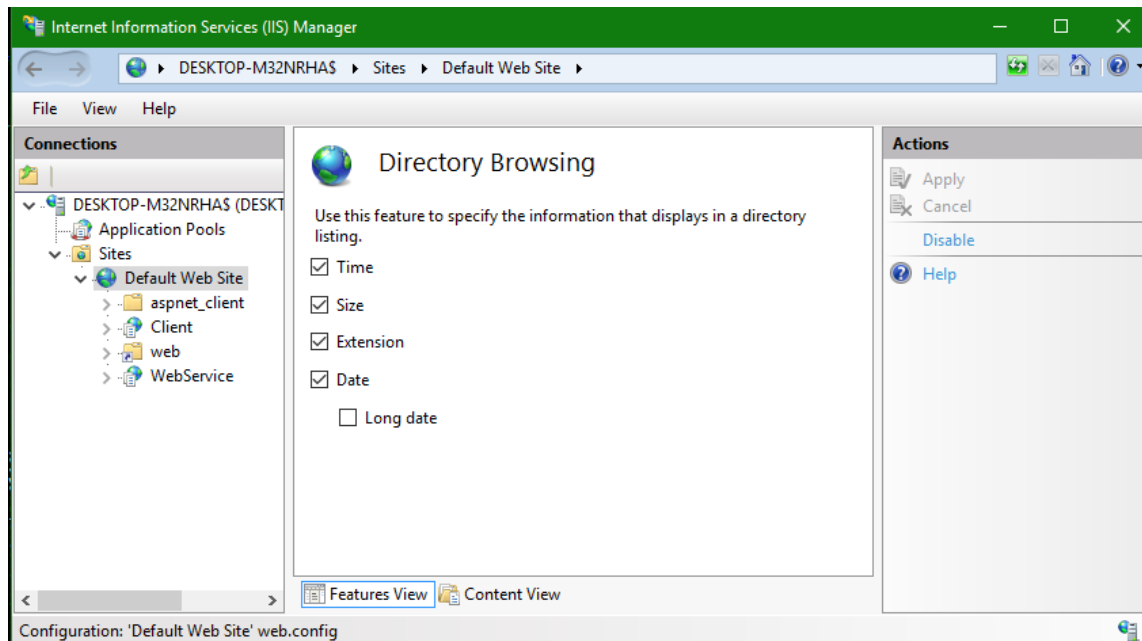 Internet Information Services (IIS) Manager
DESKTOP-M32NRHA$ Sites Default Web Site
File View Help
Connections
DESKTOP-M32NRHA$ (DESKT
Application Pools
Sites
Default Web Site
aspnet_client
Client
web
WebService
Directory Browsing
Use this feature to specify the information that displays in a directory
listing.
Time
Size
Extension
Date
Long date
Features View Content View
Actions
Apply
Cancel
Disable
Help
Configuration: 'Default Web Site' web.config